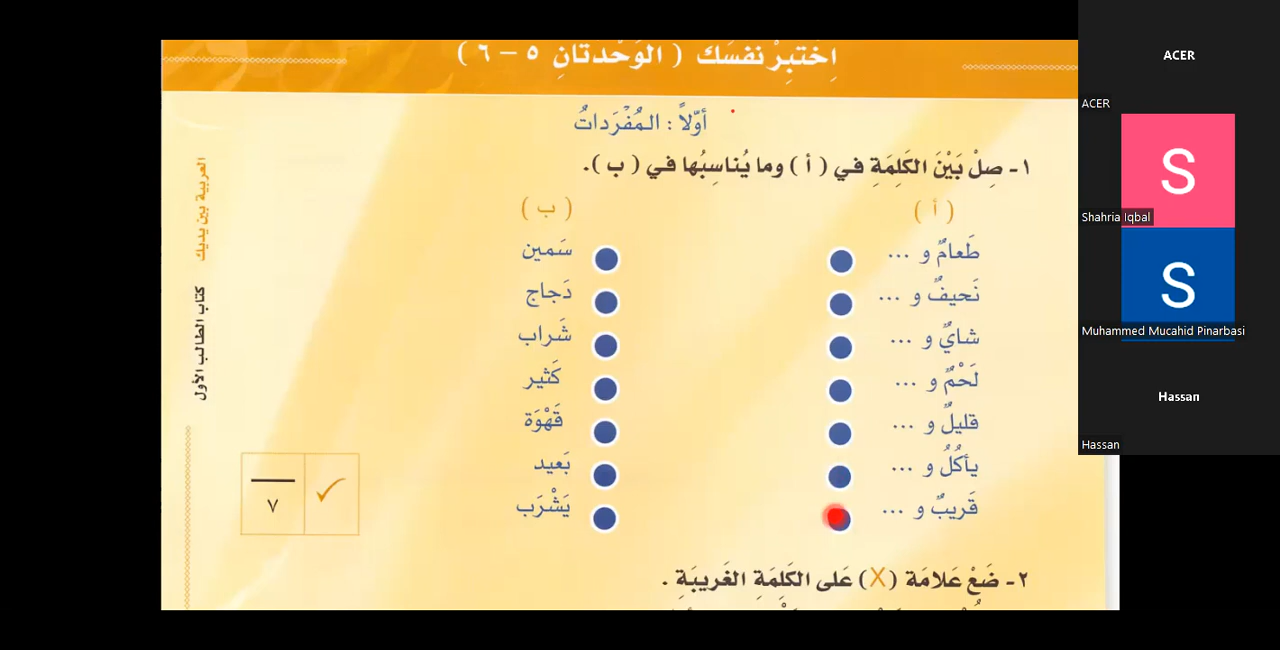 اِخْتَبِرْ نفسَك ( الوَحْدتانِ ٥ – ٦ )
أوّلاً : المُفْرَداتُ
١- صِلْ بَيْنَ الكَلِمَةِ في ( أ ) وما يُناسِبُها في ( ب ).
( أ ) ( ب )
طَعامٌ و ... سَمين
نَحيفٌ و ... دَجاج
شايٌ و ... شَراب
لَحْمٌ و ... كَثير
قليلٌ و ... قَهْوَة
يأكُلُ و ... بَعيد
قَريبٌ و ... يَشْرَب
٧
٢- ضَعْ عَلامَة (X) عَلى الكَلِمَةِ الغَريبَةِ .
العربية بين يديك
كتاب الطالب الأول
ACER
ACER
S
Shahria Iqbal
S
Muhammed Mucahid Pinarbasi
Hassan
Hassan